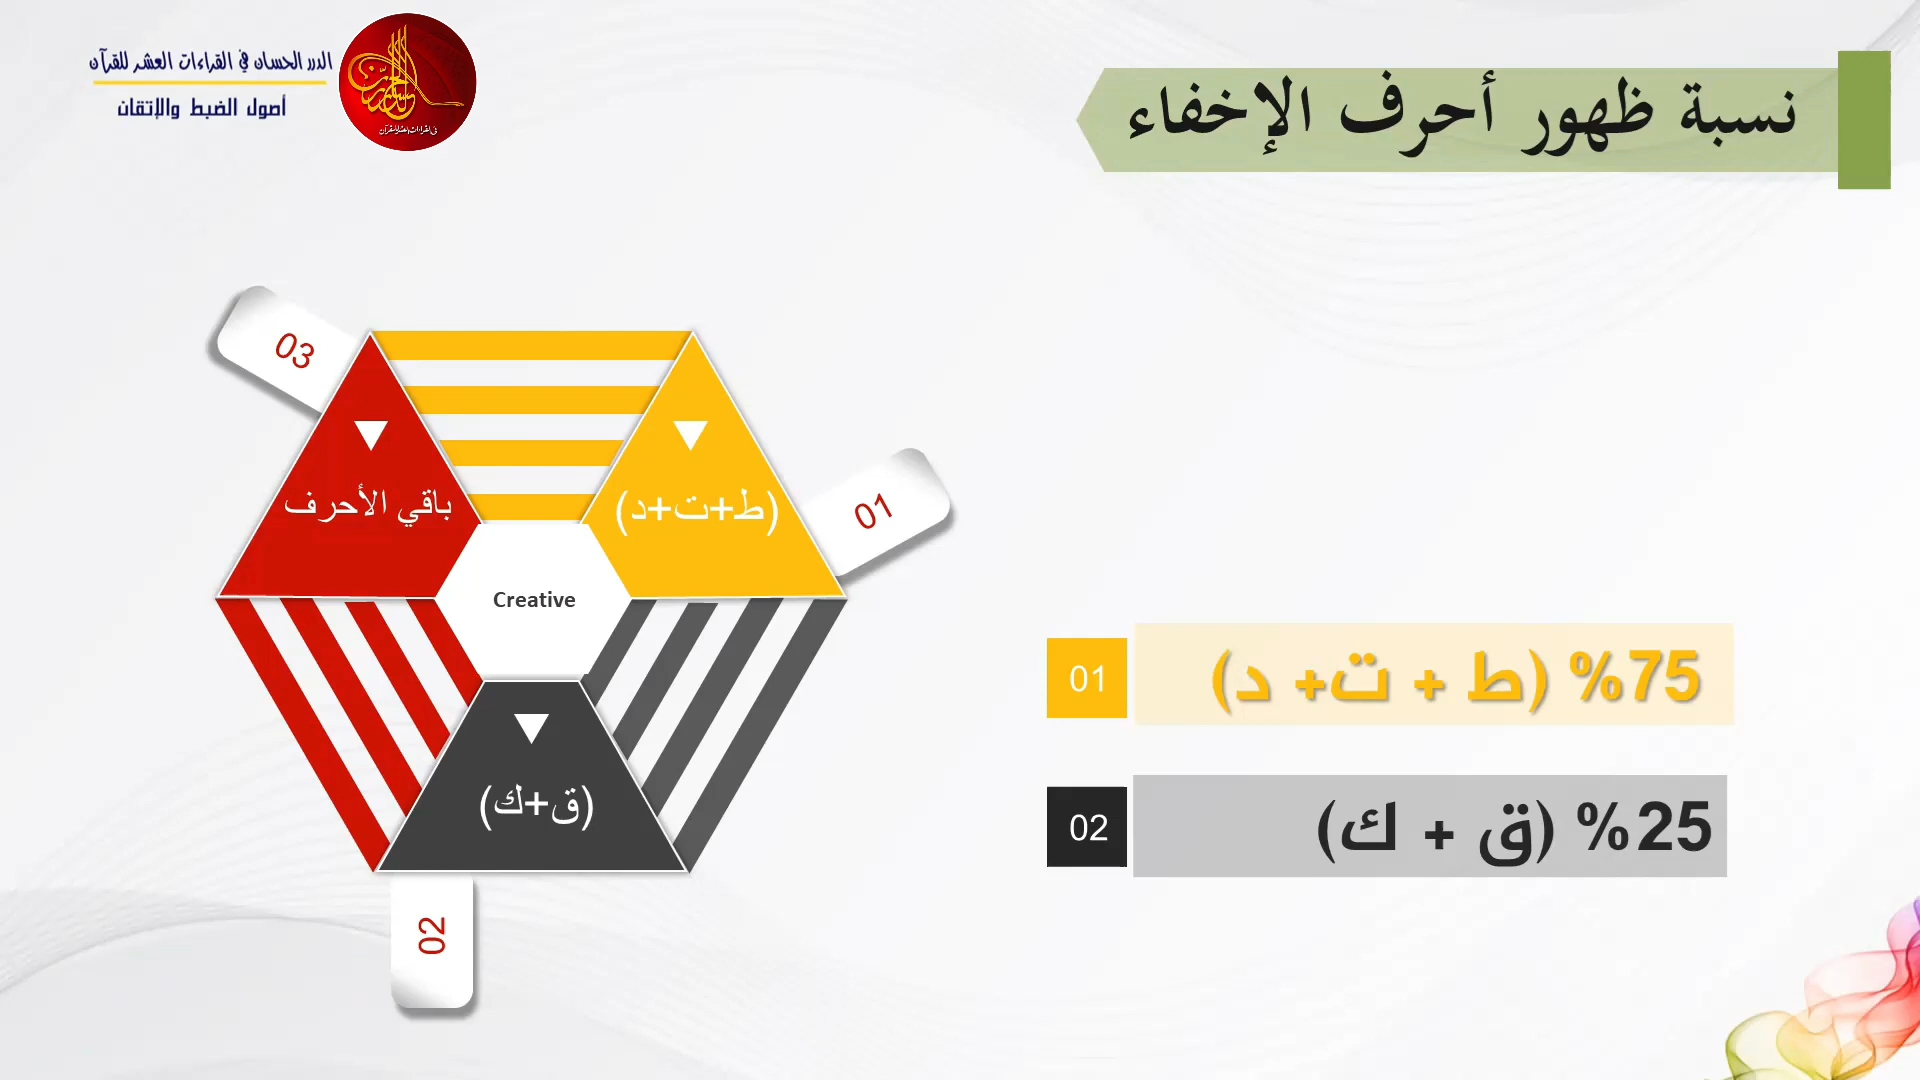 نسبة ظهور أحرف الإخفاء
الدرر الحسان في القراءات العشر للقرآن
أصول الضبط والإتقان
03
باقي الأحرف
(ط+ت+د)
01
Creative
(ق+ك)
02
01
%75 (ط + ت+ د)
02
%25 (ق + ك)